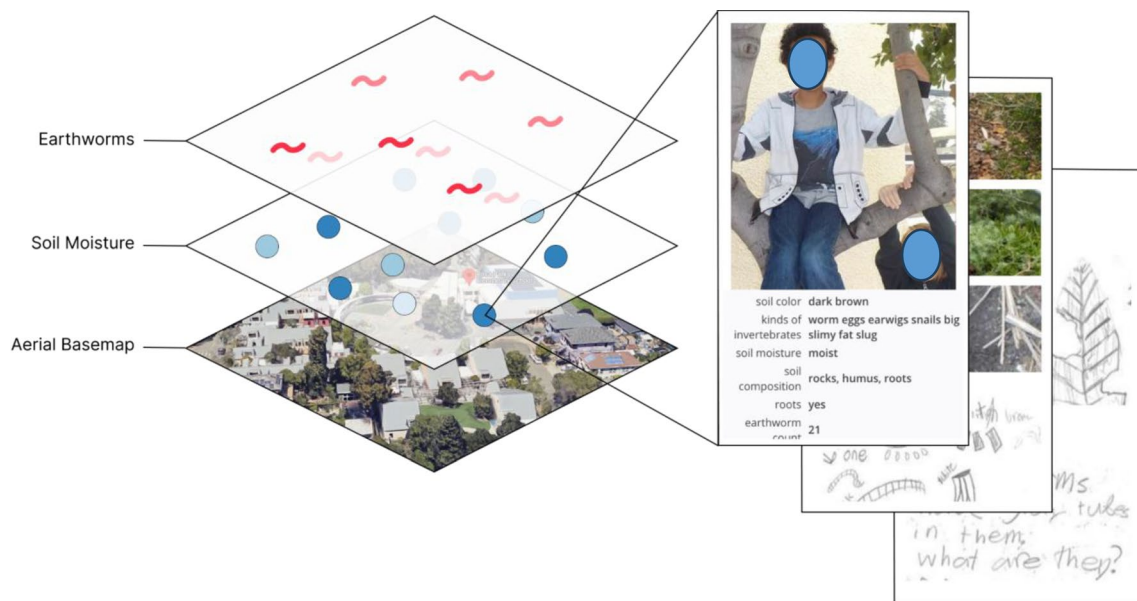 Earthworms
Soil Moisture
Aerial Basemap
soil color dark brown
kinds of invertebrates worm eggs earwigs snails big slimy fat slug
soil moisture moist
soil composition rocks, humus, roots
roots yes
earthworm count 21
one
white
tubes
in them.
what are they?